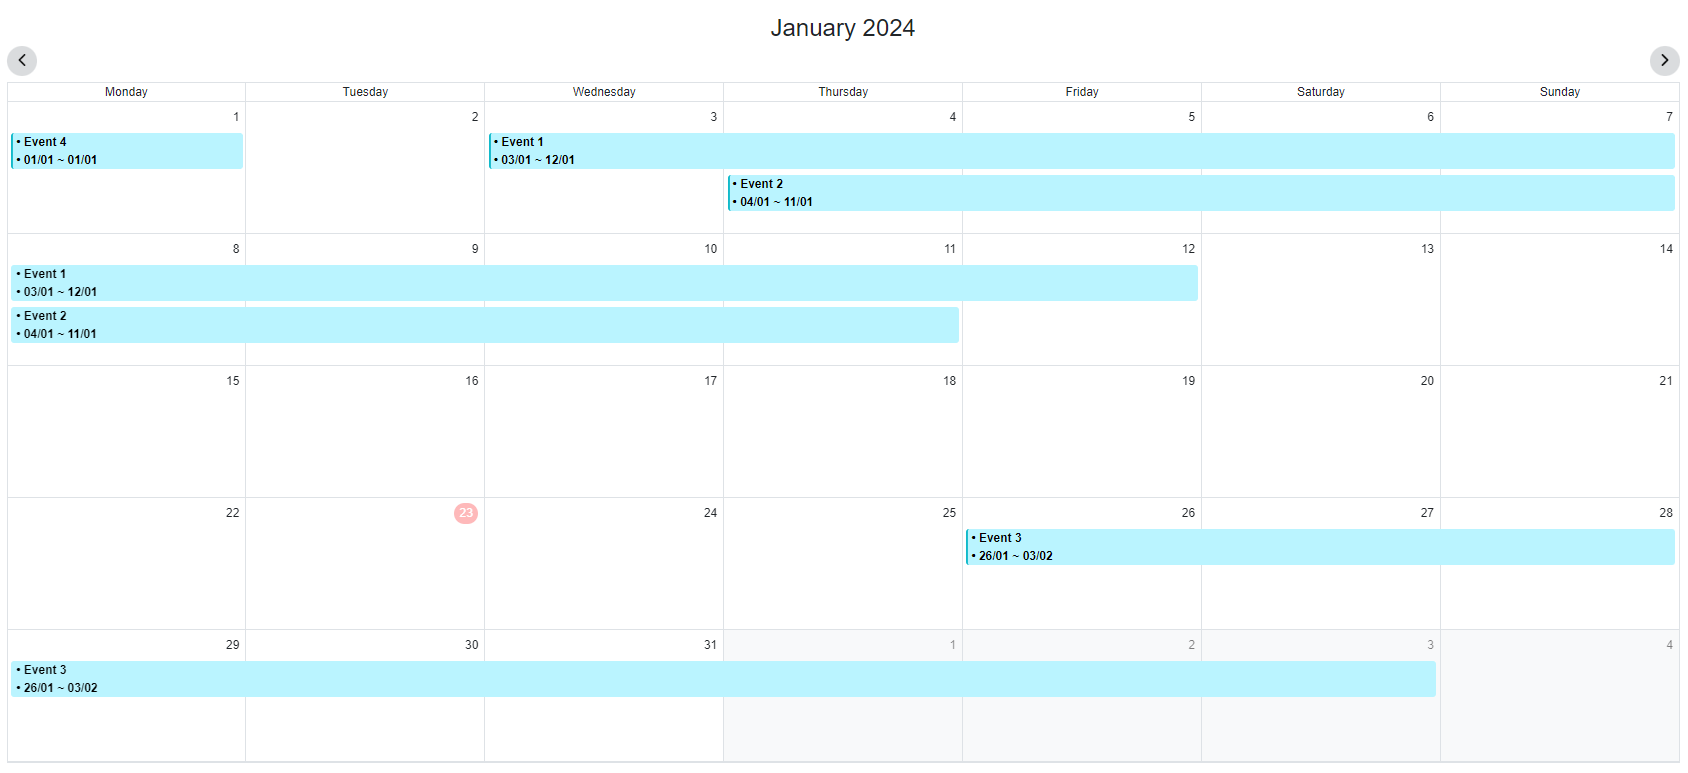 January 2024
Monday Tuesday Wednesday Thursday Friday Saturday Sunday
1 2 3 4 5 6 7
• Event 4 • Event 1
• 01/01 ~ 01/01 • 03/01 ~ 12/01
• Event 2
• 04/01 ~ 11/01
8 9 10 11 12 13 14
• Event 1
• 03/01 ~ 12/01
• Event 2
• 04/01 ~ 11/01
15 16 17 18 19 20 21
22 23 24 25 26 27 28
• Event 3
• 26/01 ~ 03/02
29 30 31 1 2 3 4
• Event 3
• 26/01 ~ 03/02